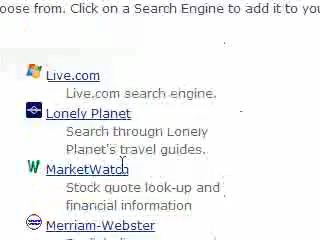 oose from. Click on a Search Engine to add it to you
Live.com
Live.com search engine.
Lonely Planet
Search through Lonely
Planet's travel guides.
MarketWatch
Stock quote look-up and
financial information
Merriam-Webster